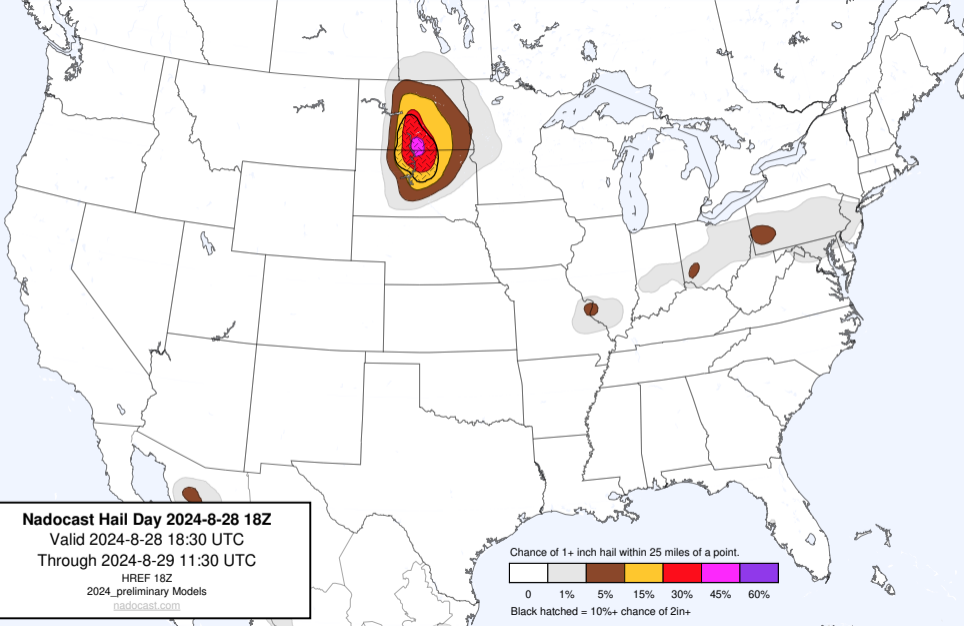 Nadocast Hail Day 2024-8-28 18Z
Valid 2024-8-28 18:30 UTC
Through 2024-8-29 11:30 UTC
HREF 18Z
2024_preliminary Models
nadocast.com
Chance of 1+ inch hail within 25 miles of a point.
0 1% 5% 15% 30% 45% 60%
Black hatched = 10%+ chance of 2in+